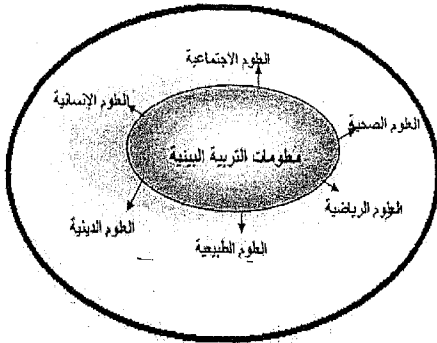 العلوم الاجتماعية
العلوم الإنسانية
العلوم الصحية
معلومات التربية البيئية
العلوم الرياضية
العلوم الدينية
العلوم الطبيعية